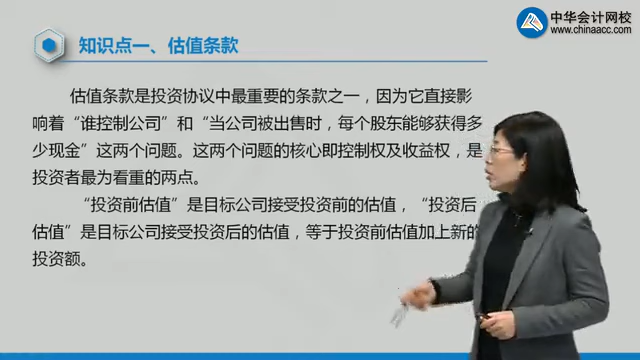 知识点一、估值条款
中华会计网校
www.chinaacc.com
估值条款是投资协议中最重要的条款之一，因为它直接影
响着“谁控制公司”和“当公司被出售时，每个股东能够获得多
少现金”这两个问题。这两个问题的核心即控制权及收益权，是
投资者最为看重的两点。
“投资前估值”是目标公司接受投资前的估值，“投资后
估值”是目标公司接受投资后的估值，等于投资前估值加上新的
投资额。